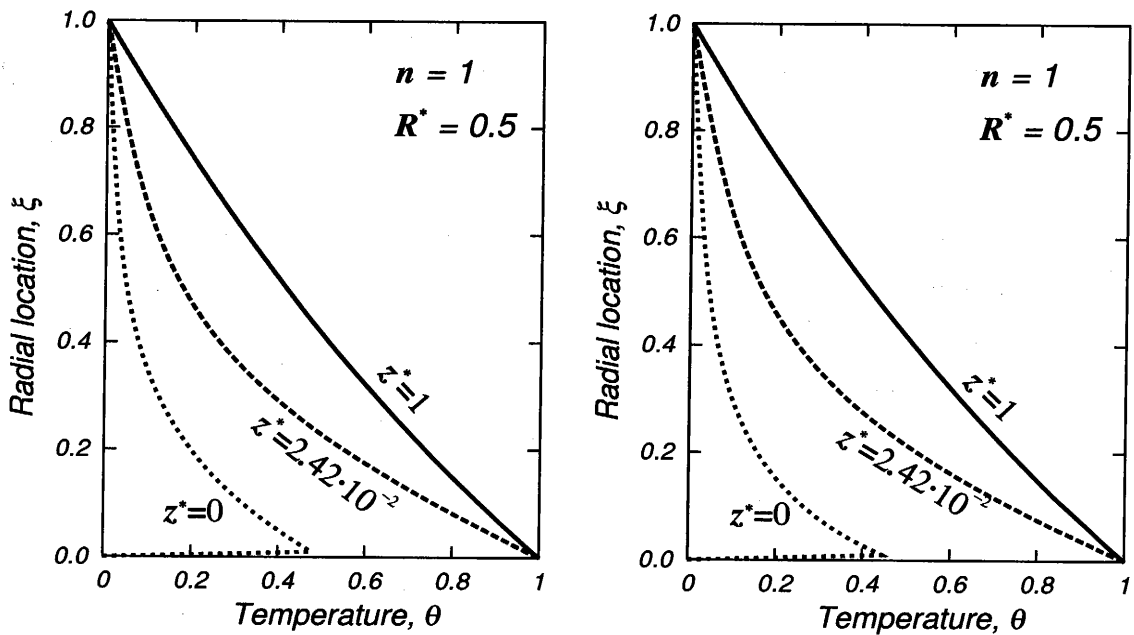 1.0
n = 1
R* = 0.5
0.8
Radial location, ξ
0.6
0.4
z*=1
0.2
z*=2.42·10⁻²
z*=0
0.0
0
0.2
0.4
0.6
0.8
1
Temperature, θ
1.0
n = 1
R* = 0.5
0.8
Radial location, ξ
0.6
0.4
z*=1
0.2
z*=2.42·10⁻²
z*=0
0.0
0
0.2
0.4
0.6
0.8
1
Temperature, θ